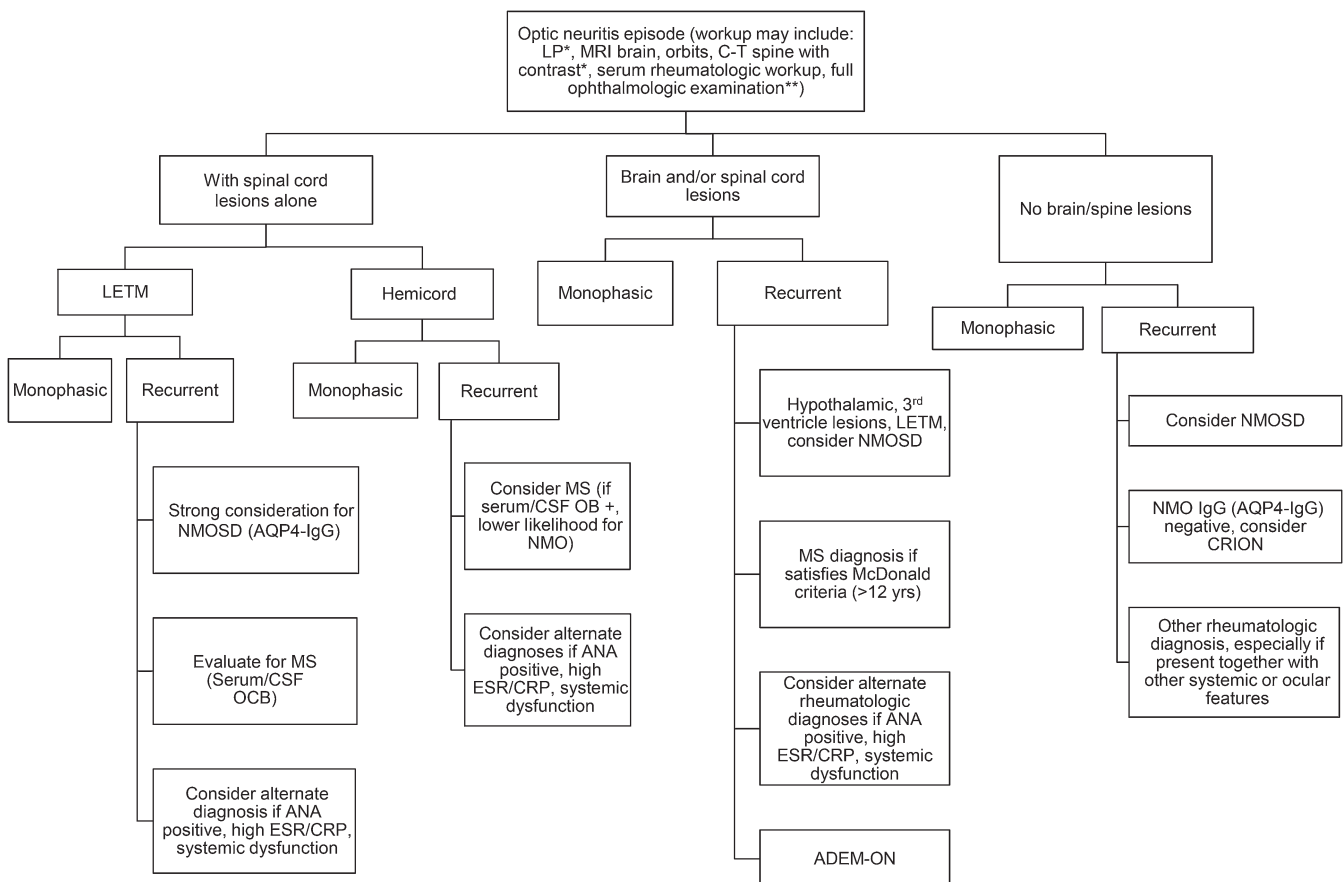 Optic neuritis episode (workup may include:
LP*, MRI brain, orbits, C-T spine with
contrast*, serum rheumatologic workup, full
ophthalmologic examination**)
With spinal cord
lesions alone
Brain and/or spinal cord
lesions
No brain/spine lesions
LETM
Hemicord
Monophasic
Recurrent
Monophasic
Recurrent
Monophasic
Recurrent
Monophasic
Recurrent
Strong consideration for
NMOSD (AQP4-IgG)
Evaluate for MS
(Serum/CSF
OCB)
Consider alternate
diagnosis if ANA
positive, high ESR/CRP,
systemic dysfunction
Consider MS (if
serum/CSF OB +,
lower likelihood for
NMO)
Consider alternate
diagnoses if ANA
positive, high
ESR/CRP, systemic
dysfunction
Hypothalamic, 3rd
ventricle lesions, LETM,
consider NMOSD
MS diagnosis if
satisfies McDonald
criteria (>12 yrs)
Consider alternate
rheumatologic
diagnoses if ANA
positive, high
ESR/CRP, systemic
dysfunction
ADEM-ON
Consider NMOSD
NMO IgG (AQP4-IgG)
negative, consider
CRION
Other rheumatologic
diagnosis, especially if
present together with
other systemic or ocular
features